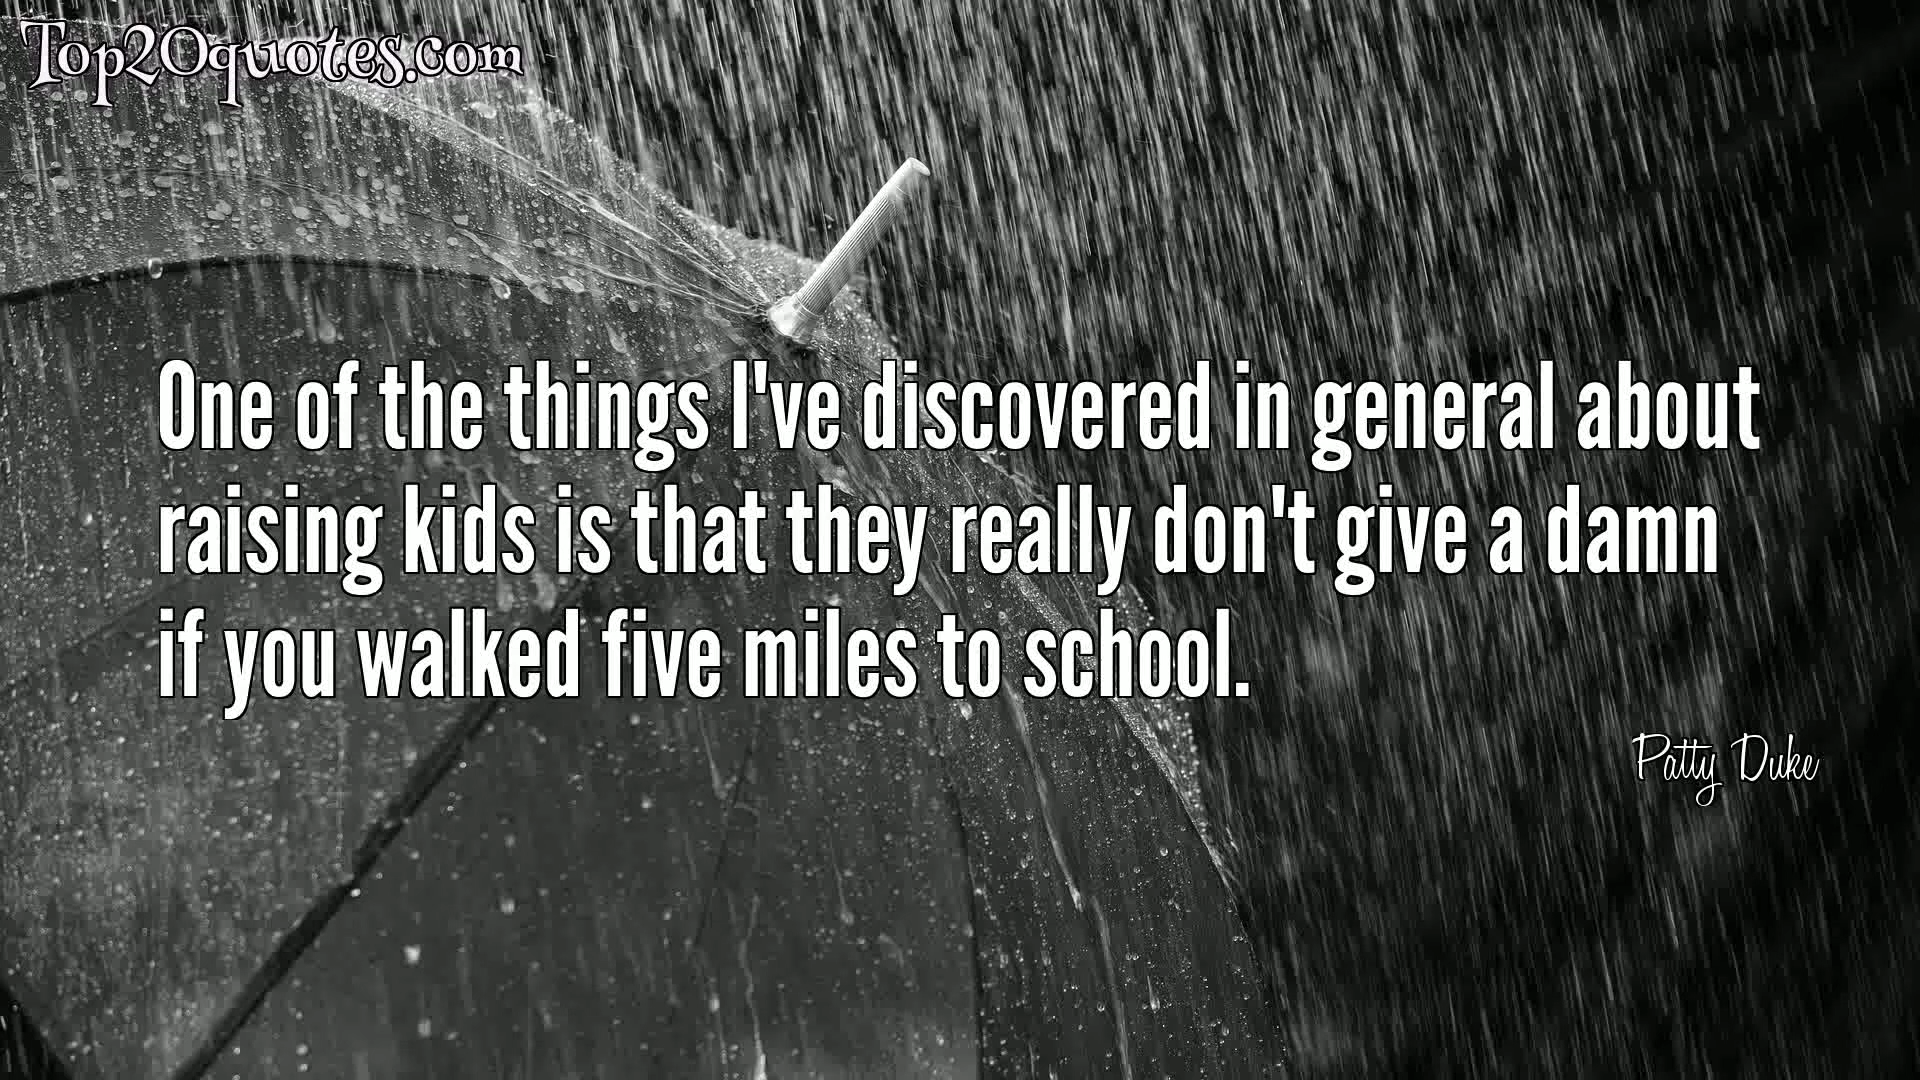 Top20quotes.com
One of the things I've discovered in general about
raising kids is that they really don't give a damn
if you walked five miles to school.
Patty Duke